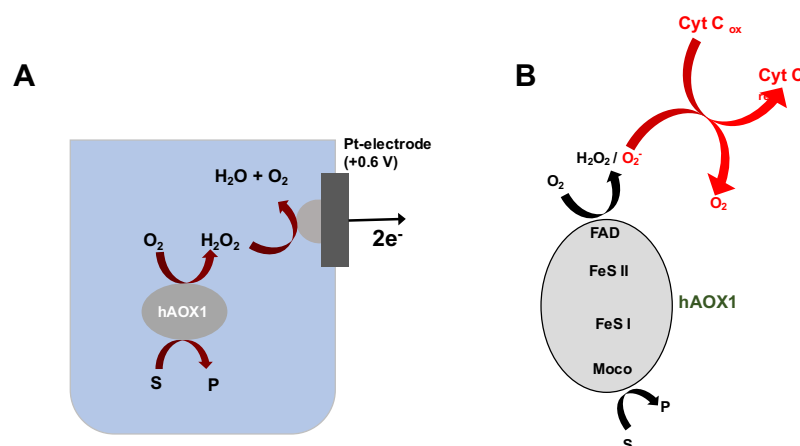 A
Pt-electrode
(+0.6 V)
H₂O + O₂
2e⁻
O₂
H₂O₂
hAOX1
S
P
B
Cyt C ox
Cyt C
H₂O₂ / O₂⁻
O₂
O₂
FAD
FeS II
hAOX1
FeS I
Moco
P
S